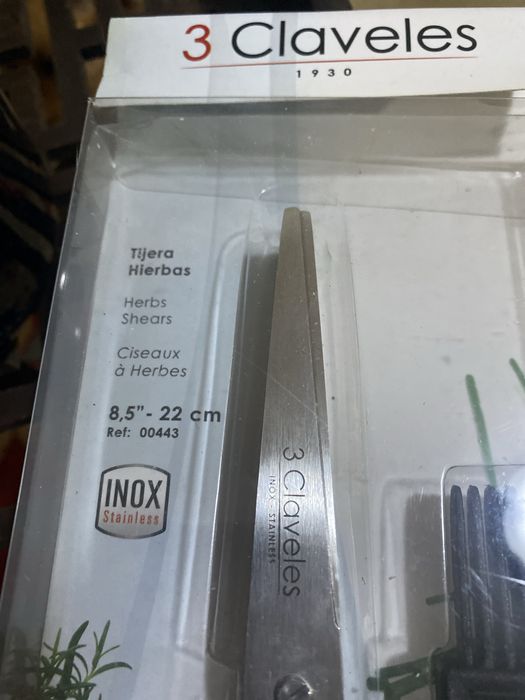 3 Claveles
1930
Tijera
Hierbas
Herbs
Shears
Ciseaux
à Herbes
8,5"- 22 cm
Ref: 00443
INOX
Stainless
3 Claveles
INOX - STAINLESS